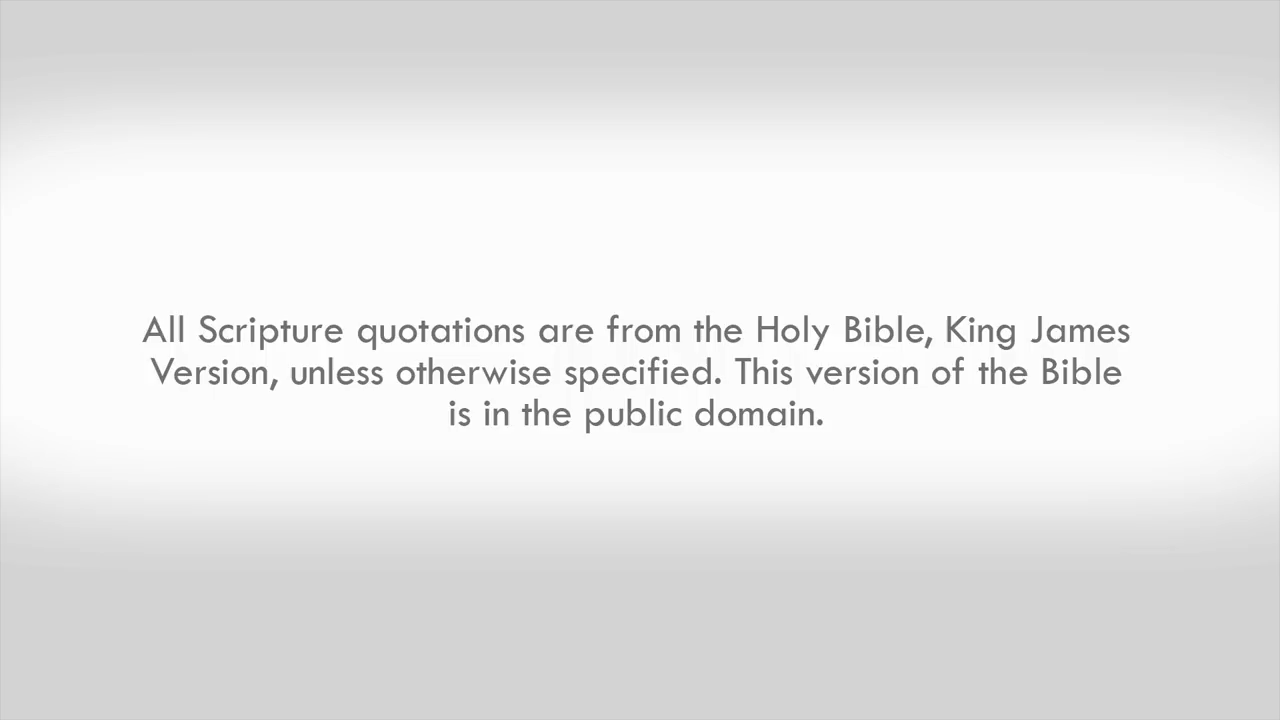 All Scripture quotations are from the Holy Bible, King James
Version, unless otherwise specified. This version of the Bible
is in the public domain.